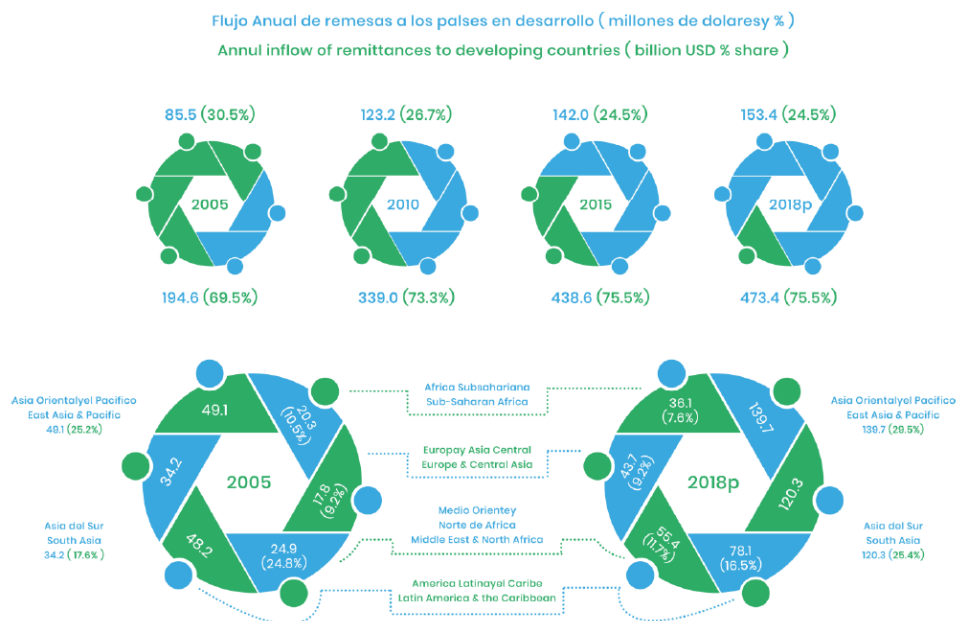 Flujo Anual de remesas a los palses en desarrollo ( millones de dolaresy % )
Annul inflow of remittances to developing countries ( billion USD % share )
85.5 (30.5%)
123.2 (26.7%)
142.0 (24.5%)
153.4 (24.5%)
2005
2010
2015
2018p
194.6 (69.5%)
339.0 (73.3%)
438.6 (75.5%)
473.4 (75.5%)
Asia Orientalyel Pacifico
East Asia & Pacific
49.1 (25.2%)
Asia del Sur
South Asia
34.2 ( 17.6%)
49.1
20.3
(10.5%)
34.2
2005
17.8
(9.2%)
48.2
24.9
(24.8%)
Africa Subsahariana
Sub-Saharan Africa
Europay Asia Central
Europe & Central Asia
Medio Orientey
Norte de Africa
Middle East & North Africa
America Latinayol Caribo
Latin America & the Caribboan
36.1
(7.6%)
139.7
43.7
(9.2%)
2018p
120.3
55.4
(11.7%)
78.1
(16.5%)
Asia Orientalyel Pacifico
East Asia & Pacific
139.7 (29.5%)
Asia del Sur
South Asia
120.3 (25.4%)